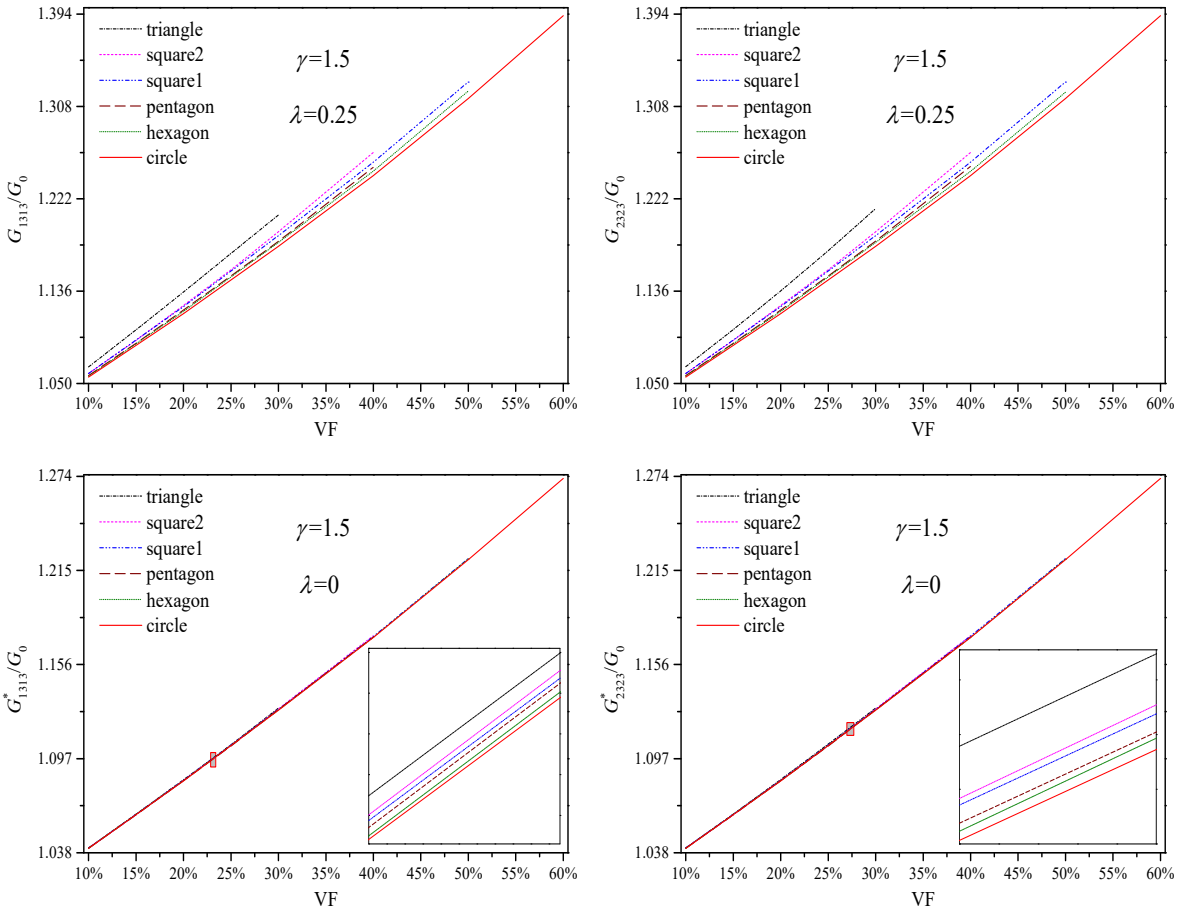 1.394
1.308
1.222
1.136
1.050
G1313/G0
triangle
square2
square1
pentagon
hexagon
circle
γ=1.5
λ=0.25
10% 15% 20% 25% 30% 35% 40% 45% 50% 55% 60%
VF
1.394
1.308
1.222
1.136
1.050
G2323/G0
triangle
square2
square1
pentagon
hexagon
circle
γ=1.5
λ=0.25
10% 15% 20% 25% 30% 35% 40% 45% 50% 55% 60%
VF
1.274
1.215
1.156
1.097
1.038
G*1313/G0
triangle
square2
square1
pentagon
hexagon
circle
γ=1.5
λ=0
10% 15% 20% 25% 30% 35% 40% 45% 50% 55% 60%
VF
1.274
1.215
1.156
1.097
1.038
G*2323/G0
triangle
square2
square1
pentagon
hexagon
circle
γ=1.5
λ=0
10% 15% 20% 25% 30% 35% 40% 45% 50% 55% 60%
VF